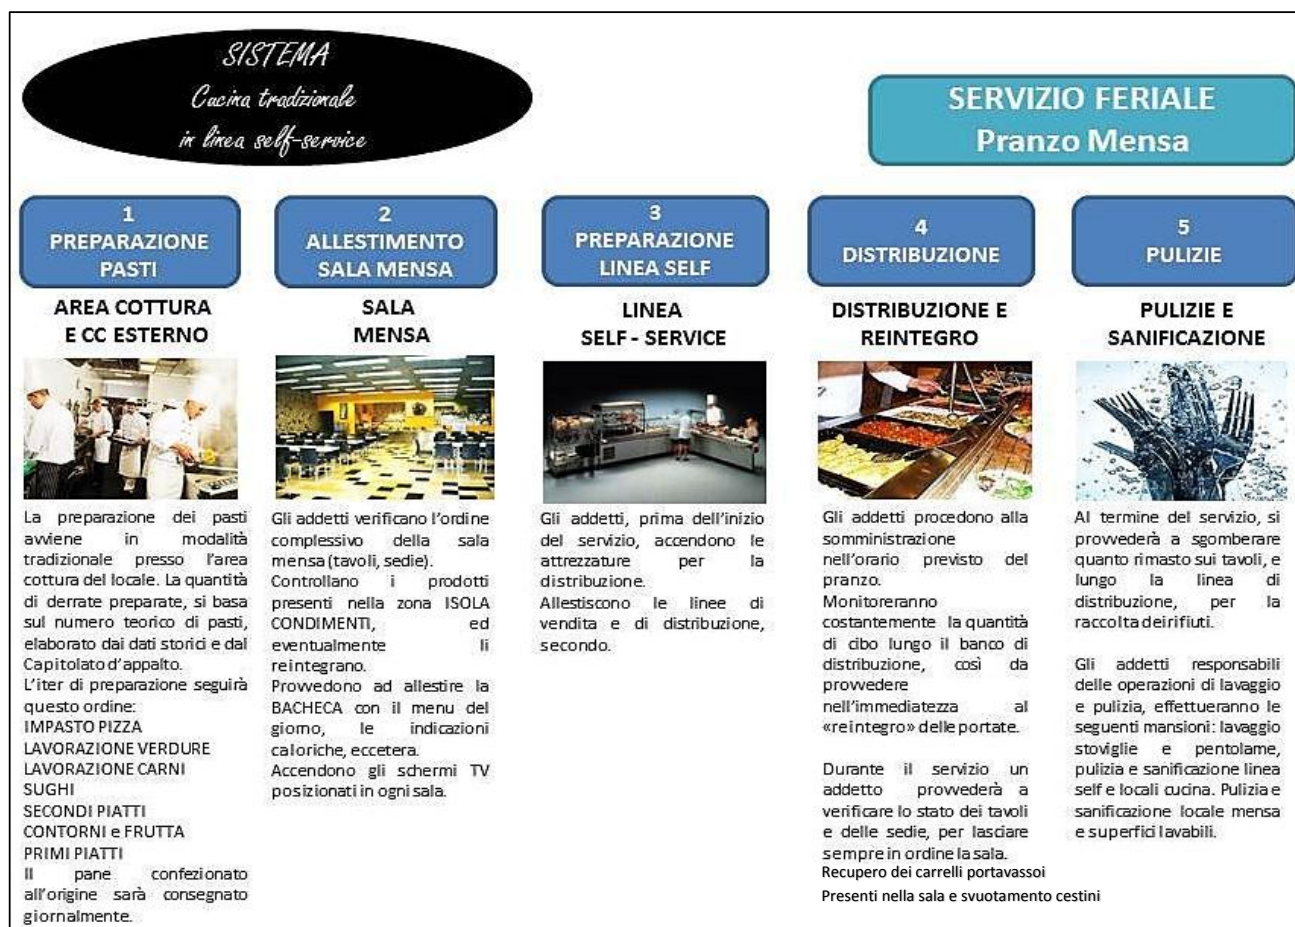 SISTEMA
Cucina tradizionale
in linea self-service
SERVIZIO FERIALE
Pranzo Mensa
1
PREPARAZIONE
PASTI
AREA COTTURA
E CC ESTERNO
La preparazione dei pasti
avviene in modalità
tradizionale presso l'area
cottura del locale. La quantità
di derrate preparate, si basa
sul numero teorico di pasti,
elaborato dai dati storici e dal
Capitolato d'appalto.
L'iter di preparazione seguirà
questo ordine:
IMPASTO PIZZA
LAVORAZIONE VERDURE
LAVORAZIONE CARNI
SUGHI
SECONDI PIATTI
CONTORNI e FRUTTA
PRIMI PIATTI
Il pane confezionato
all'origine sarà consegnato
giornalmente.
2
ALLESTIMENTO
SALA MENSA
SALA
MENSA
Gli addetti verificano l'ordine
complessivo della sala
mensa (tavoli, sedie).
Controllano i prodotti
presenti nella zona ISOLA
CONDIMENTI, ed
eventualmente li
reintegrano.
Provvedono ad allestire la
BACHECA con il menu del
giorno, le indicazioni
caloriche, eccetera.
Accendono gli schermi TV
posizionati in ogni sala.
3
PREPARAZIONE
LINEA SELF
LINEA
SELF - SERVICE
Gli addetti, prima dell'inizio
del servizio, accendono le
attrezzature per la
distribuzione.
Allestiscono le linee di
vendita e di distribuzione,
secondo.
4
DISTRIBUZIONE
DISTRIBUZIONE E
REINTEGRO
Gli addetti procedono alla
somministrazione
nell'orario previsto del
pranzo.
Monitoreranno
costantemente la quantità
di cibo lungo il banco di
distribuzione, così da
provvedere
nell'immediatezza al
«reintegro» delle portate.
Durante il servizio un
addetto provvederà a
verificare lo stato dei tavoli
e delle sedie, per lasciare
sempre in ordine la sala.
Recupero dei carrelli portavassoi
Presenti nella sala e svuotamento cestini
5
PULIZIE
PULIZIE E
SANIFICAZIONE
Al termine del servizio, si
provvederà a sgomberare
quanto rimasto sui tavoli, e
lungo la linea di
distribuzione, per la
raccolta dei rifiuti.
Gli addetti responsabili
delle operazioni di lavaggio
e pulizia, effettueranno le
seguenti mansioni: lavaggio
stoviglie e pentolame,
pulizia e sanificazione linea
self e locali cucina. Pulizia e
sanificazione locale mensa
e superfici lavabili.